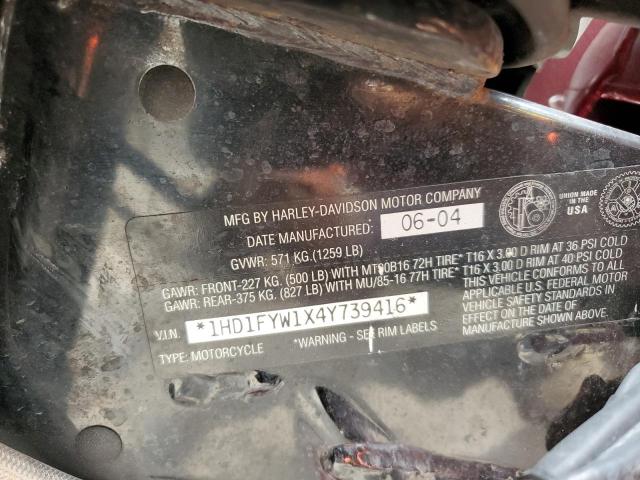 MFG BY HARLEY-DAVIDSON MOTOR COMPANY
DATE MANUFACTURED: 06-04
GVWR: 571 KG.(1259 LB)
GAWR: FRONT-227 KG. (500 LB) WITH MT90B16 72H TIRE* T16 X 3.00 D RIM AT 36 PSI COLD
GAWR: REAR-375 KG. (827 LB) WITH MU/85-16 77H TIRE* T16 X 3.00 D RIM AT 40 PSI COLD
THIS VEHICLE CONFORMS TO ALL
APPLICABLE U.S. FEDERAL MOTOR
VEHICLE SAFETY STANDARDS IN
EFFECT ON THE DATE OF
MANUFACTURE SHOWN ABOVE.
V.I.N. *1HD1FYW1X4Y739416*
TYPE: MOTORCYCLE
*WARNING - SEE RIM LABELS
UNION MADE
IN THE
USA